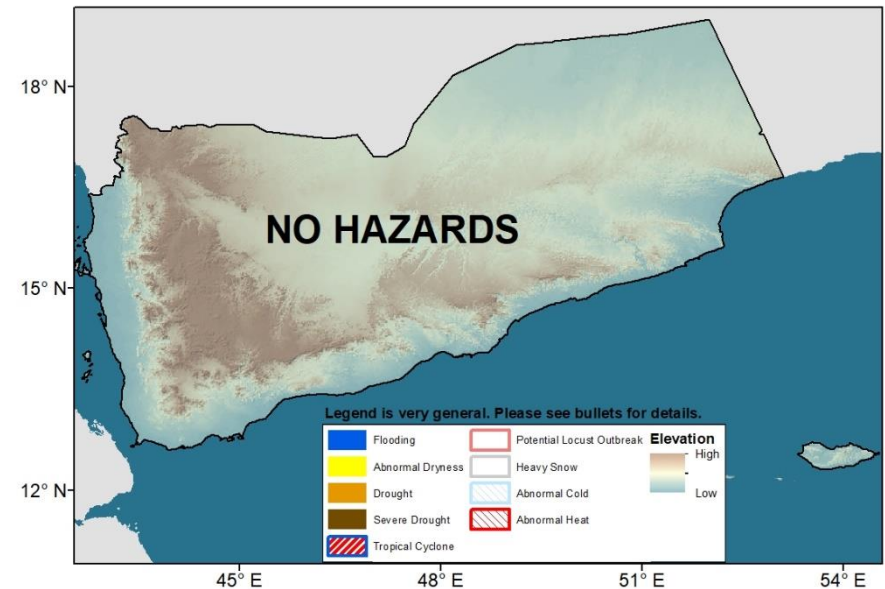 18° N
NO HAZARDS
15° N
Legend is very general. Please see bullets for details.
Flooding
Potential Locust Outbreak
Elevation
Abnormal Dryness
Heavy Snow
High
Drought
Abnormal Cold
Low
12° N
Severe Drought
Abnormal Heat
Tropical Cyclone
45° E
48° E
51° E
54° E